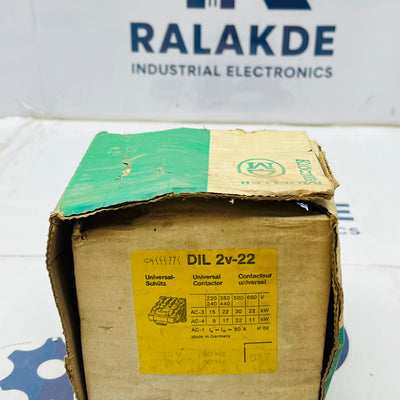 RALAKDE
INDUSTRIAL ELECTRONICS
DIL 2v-22
Universal- Universal Contacteur
Schütz Contactor universel
220 380 500 660 V
240 440
AC-3 15 22 30 22 kW
AC-4 9 17 22 11 kW
Made in Germany